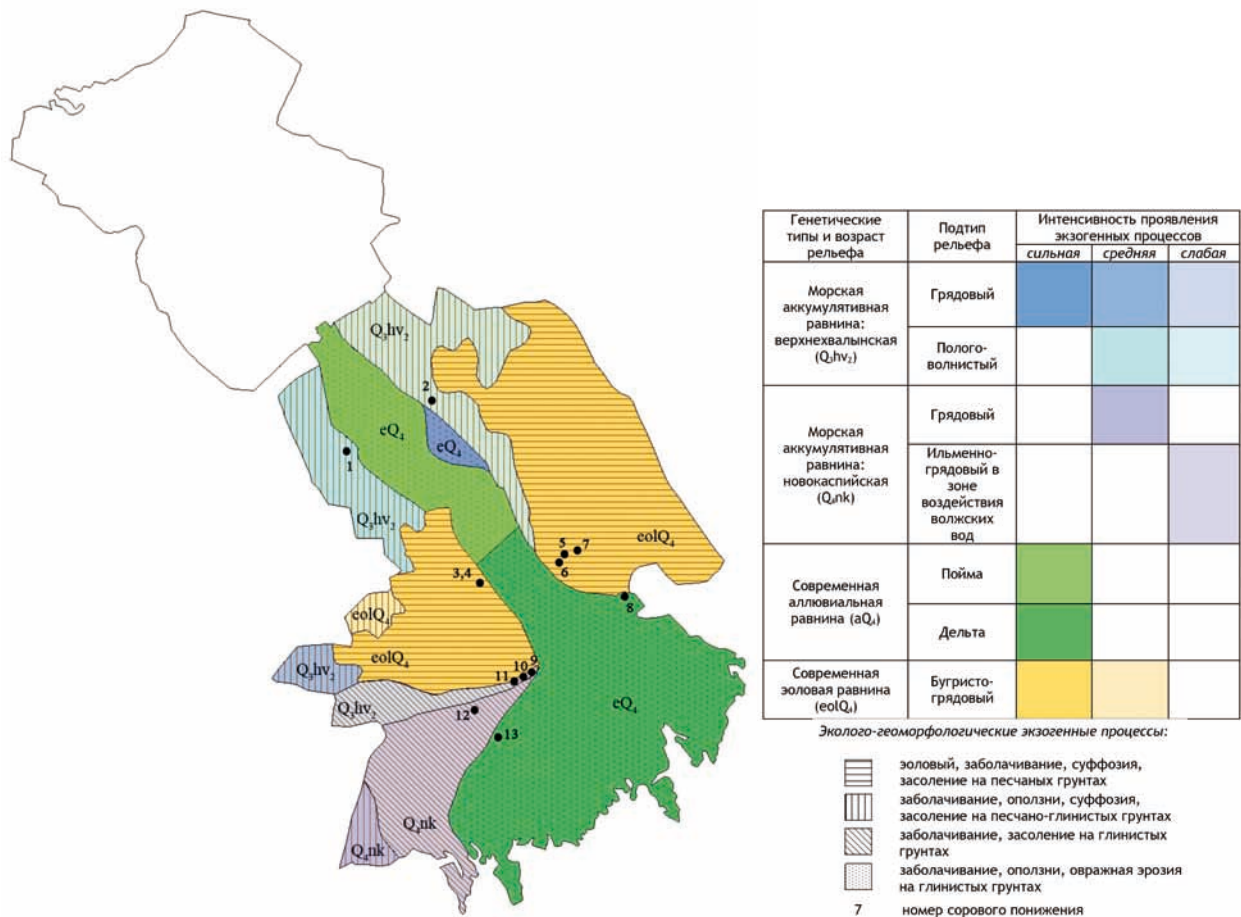 Q₃hv₂
2
eQ₄
eQ₄
1
Q₃hv₂
eolQ₄
5
7
6
3,4
8
eolQ₄
eolQ₄
9
10
Q₃hv₂
11
Q₃hv₂
12
eQ₄
13
Q₄nk
Q₄nk
Генетические типы и возраст рельефа
Подтип рельефа
Интенсивность проявления экзогенных процессов
сильная
средняя
слабая
Морская
аккумулятивная
равнина:
верхнехвалынская
(Q₃hv₂)
Грядовый
Полого-
волнистый
Морская
аккумулятивная
равнина:
новокаспийская
(Q₄nk)
Грядовый
Ильменно-
грядовый в
зоне
воздействия
волжских
вод
Современная
аллювиальная
равнина (aQ₄)
Пойма
Дельта
Современная
эоловая равнина
(eolQ₄)
Бугристо-
грядовый
Эколого-геоморфологические экзогенные процессы:
эоловый, заболачивание, суффозия,
засоление на песчаных грунтах
заболачивание, оползни, суффозия,
засоление на песчано-глинистых грунтах
заболачивание, засоление на глинистых
грунтах
заболачивание, оползни, овражная эрозия
на глинистых грунтах
7 номер сорового понижения